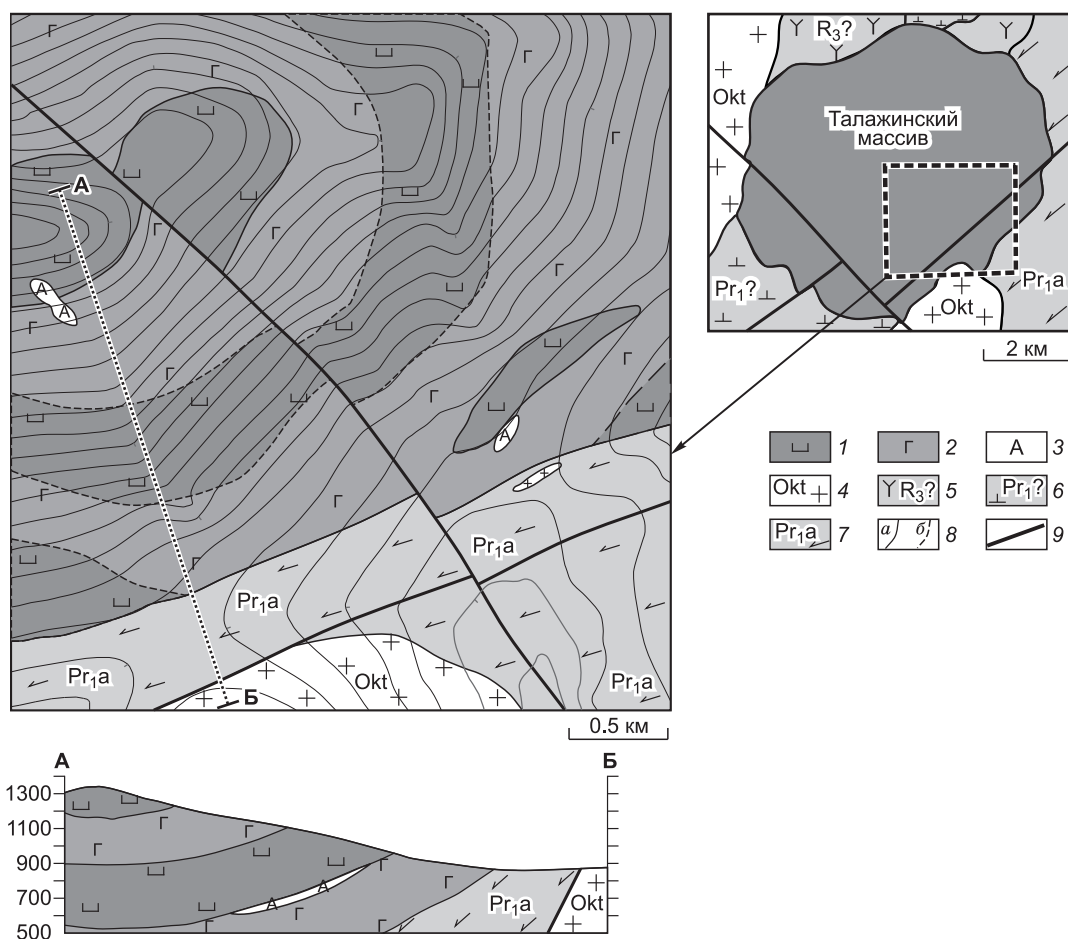 А
Б
А
А
А
Pr₁a
Pr₁a
Pr₁a
Pr₁a
Okt
0.5 км
R₃?
Okt
Талажинский
массив
Pr₁?
Pr₁a
Okt
2 км
1
2
А 3
Okt 4
R₃? 5
Pr₁? 6
Pr₁a 7
а б 8
9
А Б
1300
1100
900
700
500
А
А
Pr₁a
Okt